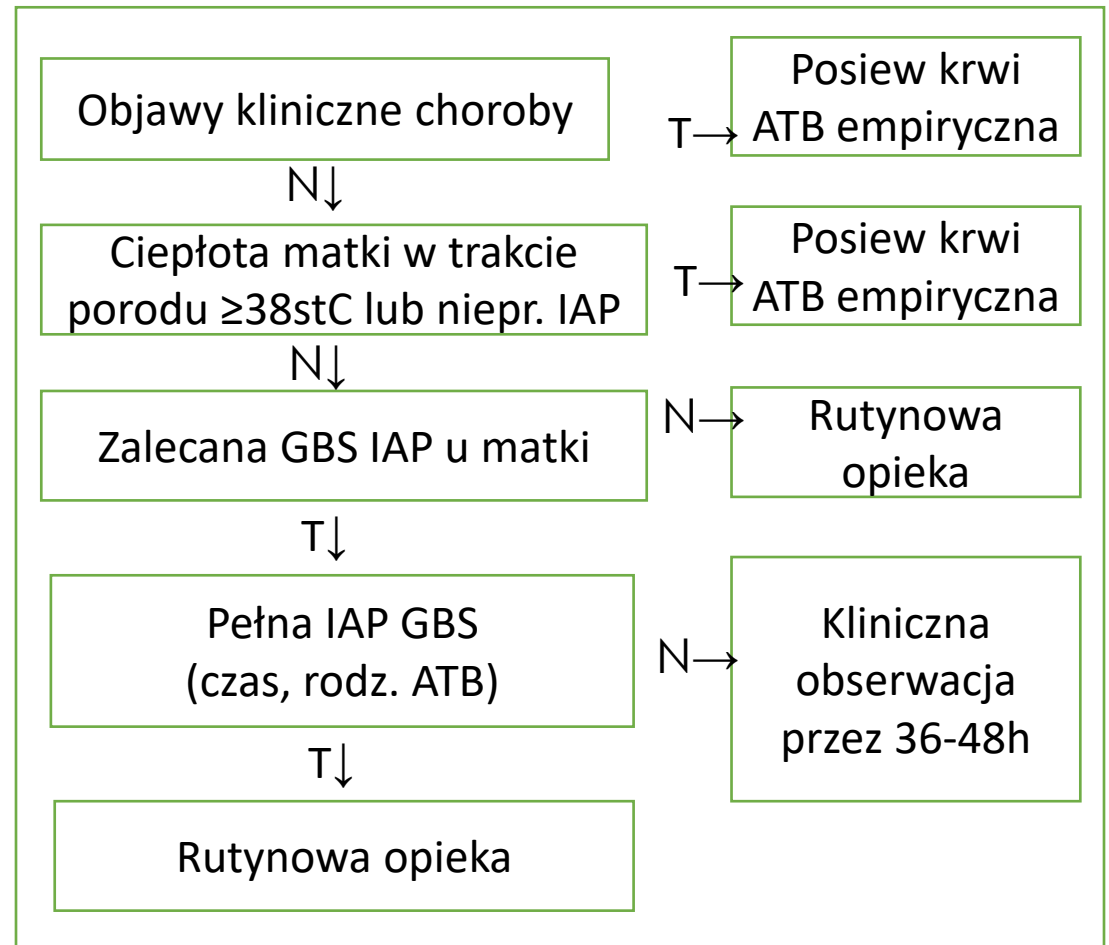 Objawy kliniczne choroby
T→
Posiew krwi
ATB empiryczna
N↓
Ciepłota matki w trakcie
porodu ≥38stC lub niepr. IAP
T→
Posiew krwi
ATB empiryczna
N↓
Zalecana GBS IAP u matki
N→
Rutynowa
opieka
T↓
Pełna IAP GBS
(czas, rodz. ATB)
N→
Kliniczna
obserwacja
przez 36-48h
T↓
Rutynowa opieka